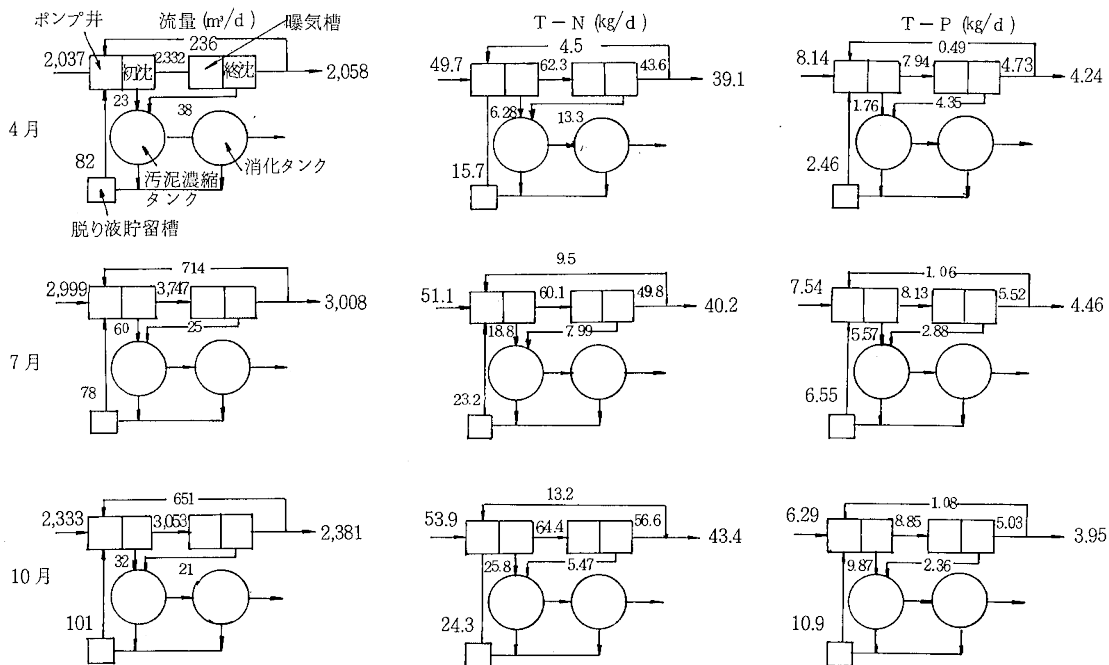 ポンプ井 流量 (m³/d) 曝気槽
236
2,037 初沈 2,332 終沈 2,058
23 38
4月
82
汚泥濃縮タンク
消化タンク
脱り液貯留槽
T-N (kg/d)
4.5
49.7 62.3 43.6 39.1
6.28 13.3
15.7
T-P (kg/d)
0.49
8.14 7.94 4.73 4.24
1.76 4.35
2.46
714
2,999 3,747 3,008
60 25
7月
78
9.5
51.1 60.1 49.8 40.2
18.8 7.99
23.2
1.06
7.54 8.13 5.52 4.46
5.57 2.88
6.55
651
2,333 3,053 2,381
32 21
10月
101
13.2
53.9 64.4 56.6 43.4
25.8 5.47
24.3
1.08
6.29 8.85 5.03 3.95
9.87 2.36
10.9